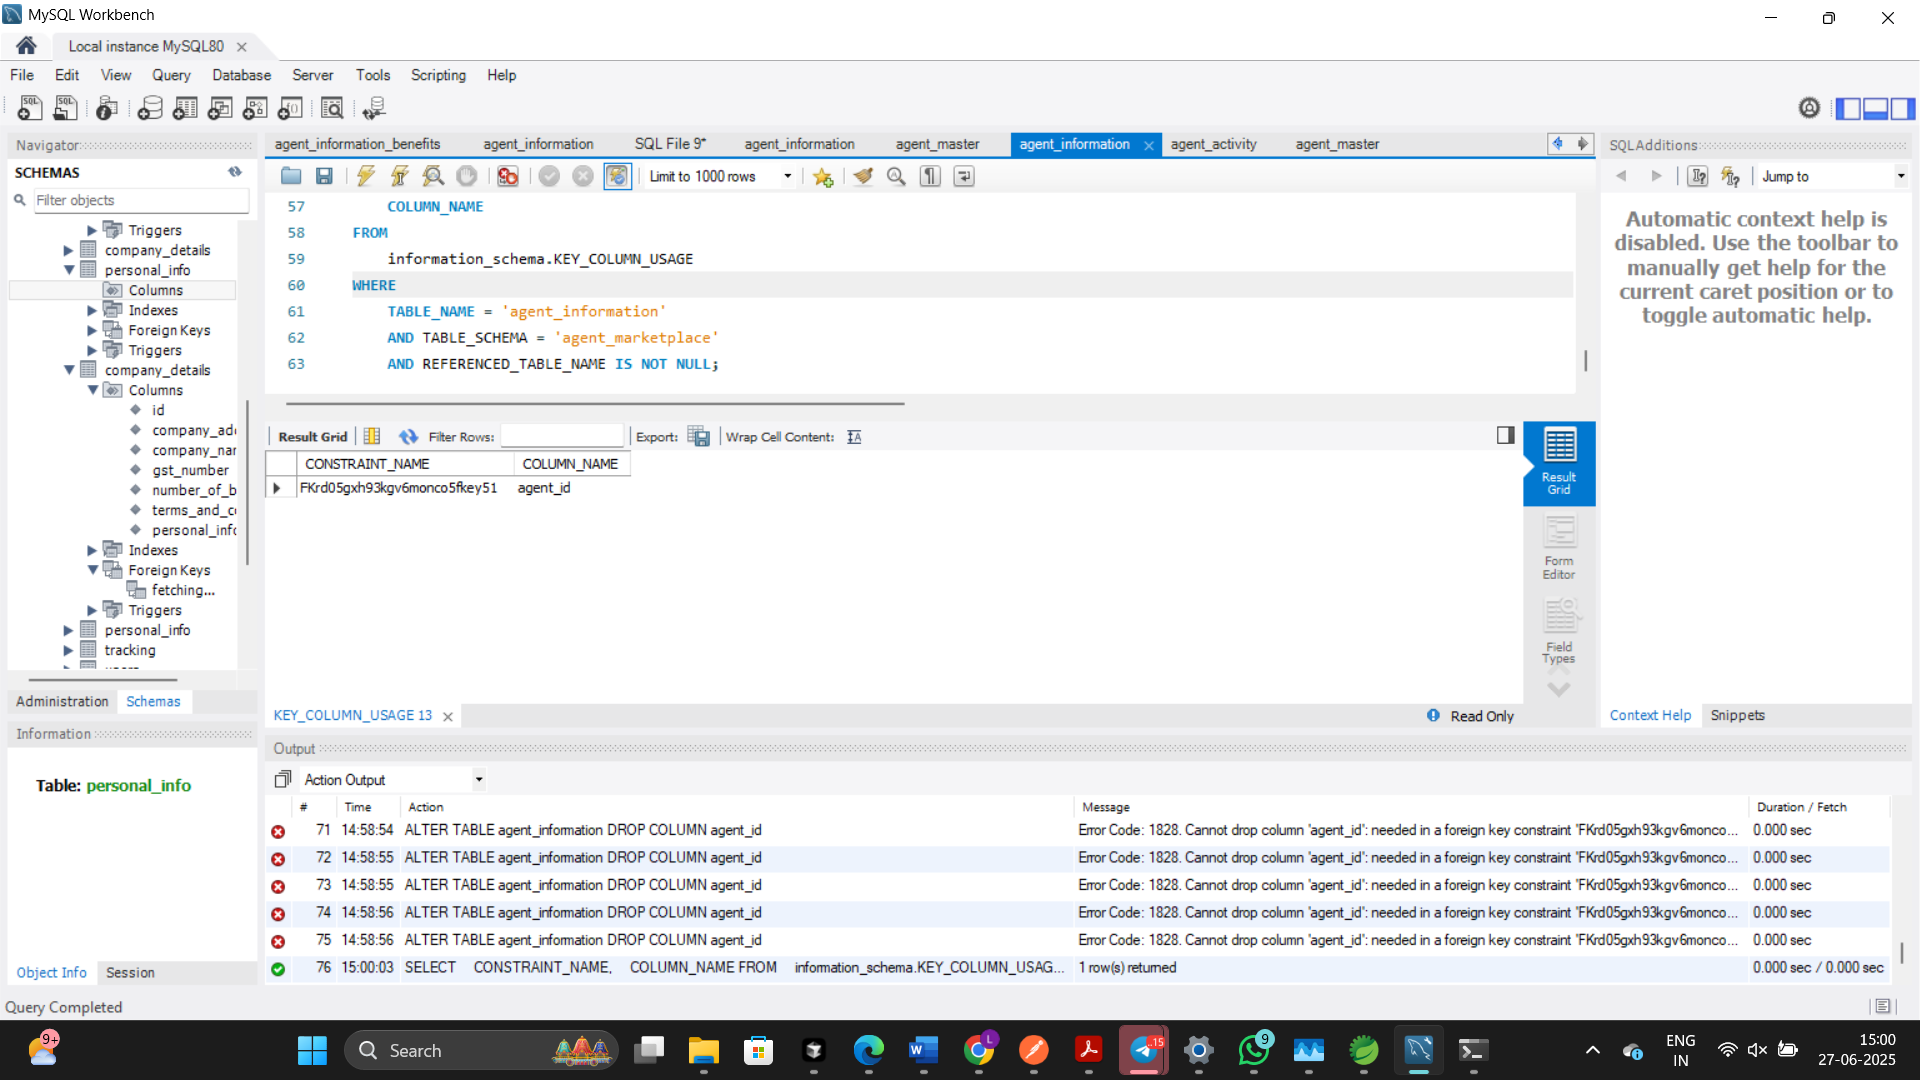 MySQL Workbench
Local instance MySQL80
File Edit View Query Database Server Tools Scripting Help
Navigator
SCHEMAS
Filter objects
Triggers
company_details
personal_info
Columns
Indexes
Foreign Keys
Triggers
company_details
Columns
id
company_add
company_nar
gst_number
number_of_b
terms_and_co
personal_info
Indexes
Foreign Keys
fetching...
Triggers
personal_info
tracking
Administration Schemas
Information
Table: personal_info
Object Info Session
Query Completed
agent_information_benefits agent_information SQL File 9* agent_information agent_master agent_information agent_activity agent_master
Limit to 1000 rows
57 COLUMN_NAME
58 FROM
59 information_schema.KEY_COLUMN_USAGE
60 WHERE
61 TABLE_NAME = 'agent_information'
62 AND TABLE_SCHEMA = 'agent_marketplace'
63 AND REFERENCED_TABLE_NAME IS NOT NULL;
Result Grid Filter Rows: Export: Wrap Cell Content:
CONSTRAINT_NAME COLUMN_NAME
FKrd05gxh93kgv6monco5fkey51 agent_id
Result
Grid
Form
Editor
Field
Types
KEY_COLUMN_USAGE 13
Read Only
SQLAdditions
Jump to
Automatic context help is
disabled. Use the toolbar to
manually get help for the
current caret position or to
toggle automatic help.
Context Help Snippets
Output
Action Output
# Time Action Message Duration / Fetch
71 14:58:54 ALTER TABLE agent_information DROP COLUMN agent_id Error Code: 1828. Cannot drop column 'agent_id': needed in a foreign key constraint 'FKrd05gxh93kgv6monco... 0.000 sec
72 14:58:55 ALTER TABLE agent_information DROP COLUMN agent_id Error Code: 1828. Cannot drop column 'agent_id': needed in a foreign key constraint 'FKrd05gxh93kgv6monco... 0.000 sec
73 14:58:55 ALTER TABLE agent_information DROP COLUMN agent_id Error Code: 1828. Cannot drop column 'agent_id': needed in a foreign key constraint 'FKrd05gxh93kgv6monco... 0.000 sec
74 14:58:56 ALTER TABLE agent_information DROP COLUMN agent_id Error Code: 1828. Cannot drop column 'agent_id': needed in a foreign key constraint 'FKrd05gxh93kgv6monco... 0.000 sec
75 14:58:56 ALTER TABLE agent_information DROP COLUMN agent_id Error Code: 1828. Cannot drop column 'agent_id': needed in a foreign key constraint 'FKrd05gxh93kgv6monco... 0.000 sec
76 15:00:03 SELECT CONSTRAINT_NAME, COLUMN_NAME FROM information_schema.KEY_COLUMN_USAG... 1 row(s) returned 0.000 sec / 0.000 sec
9+
Search
L
..15
9
ENG
IN
15:00
27-06-2025